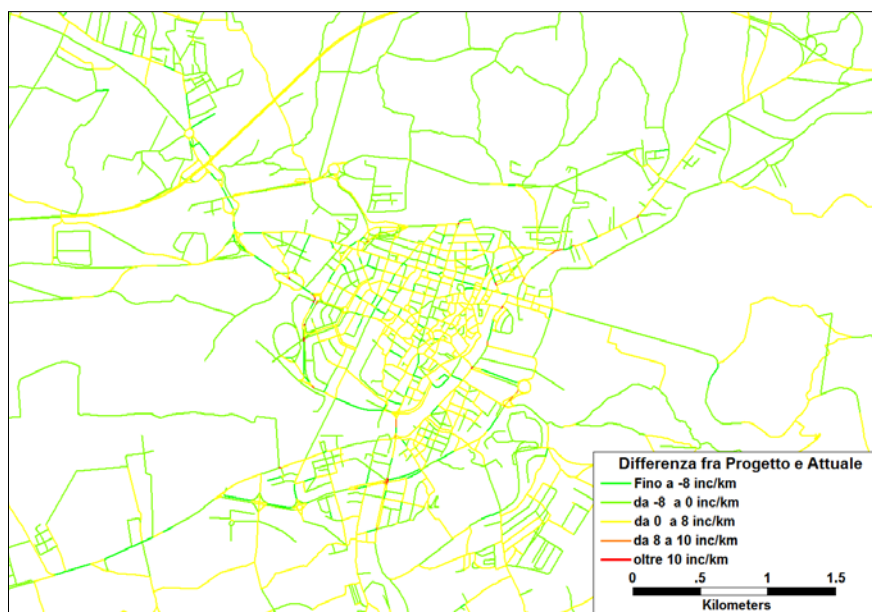 Differenza fra Progetto e Attuale
Fino a -8 inc/km
da -8 a 0 inc/km
da 0 a 8 inc/km
da 8 a 10 inc/km
oltre 10 inc/km
0 .5 1 1.5
Kilometers